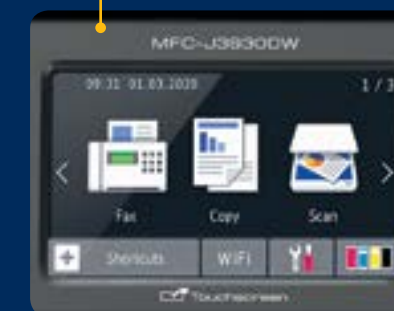 MFC-J3930DW
09:31 01.03.2020 1/3
Fax Copy Scan
Shortcuts WiFi
Touchscreen